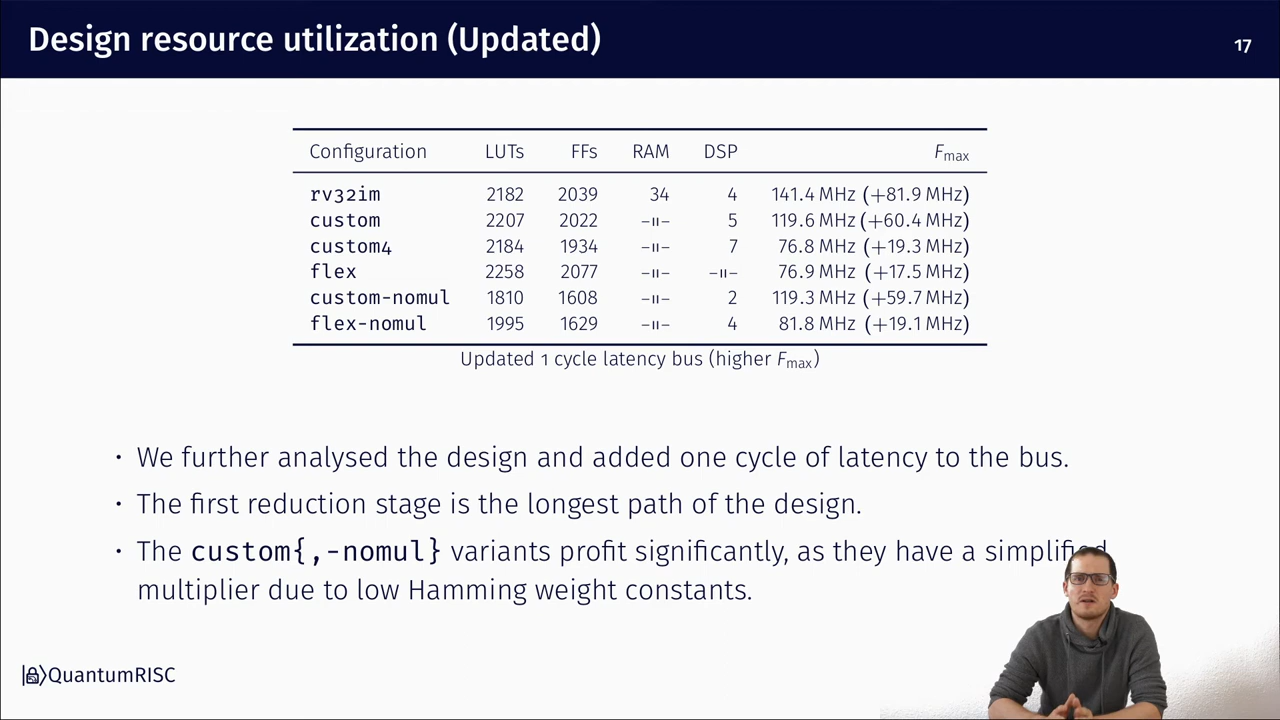 Design resource utilization (Updated)
17
Configuration LUTs FFs RAM DSP Fmax
rv32im 2182 2039 34 4 141.4 MHz (+81.9 MHz)
custom 2207 2022 –"– 5 119.6 MHz (+60.4 MHz)
custom4 2184 1934 –"– 7 76.8 MHz (+19.3 MHz)
flex 2258 2077 –"– –"– 76.9 MHz (+17.5 MHz)
custom-nomul 1810 1608 –"– 2 119.3 MHz (+59.7 MHz)
flex-nomul 1995 1629 –"– 4 81.8 MHz (+19.1 MHz)
Updated 1 cycle latency bus (higher Fmax)
• We further analysed the design and added one cycle of latency to the bus.
• The first reduction stage is the longest path of the design.
• The custom{,-nomul} variants profit significantly, as they have a simplified
multiplier due to low Hamming weight constants.
QuantumRISC